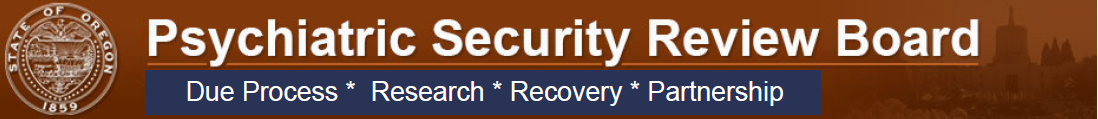 STATE OF OREGON
1859
Psychiatric Security Review Board
Due Process *  Research * Recovery * Partnership